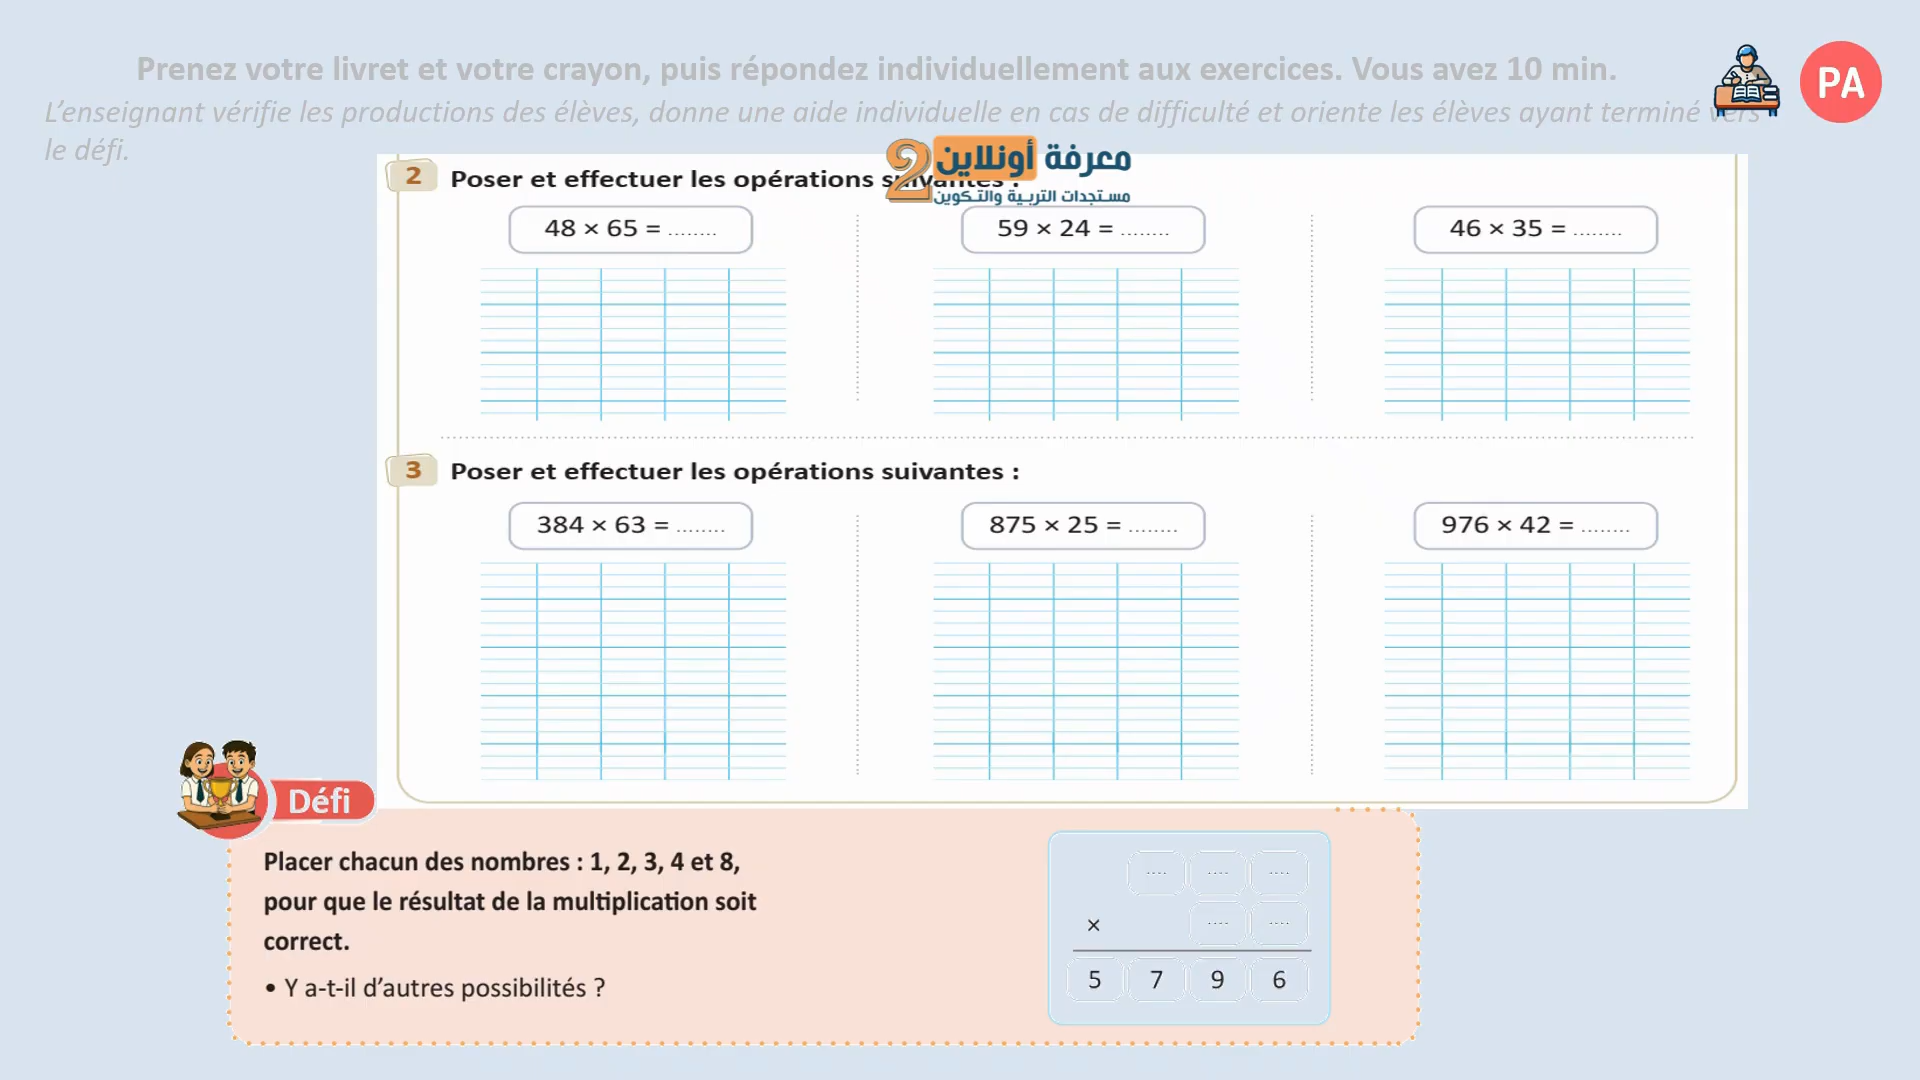 Prenez votre livret et votre crayon, puis répondez individuellement aux exercices. Vous avez 10 min.
PA
L’enseignant vérifie les productions des élèves, donne une aide individuelle en cas de difficulté et oriente les élèves ayant terminé vers
le défi.
2 معرفة أونلاين
مستجدات التربية والتكوين
2 Poser et effectuer les opérations suivantes :
48 × 65 = ........ 59 × 24 = ........ 46 × 35 = ........
3 Poser et effectuer les opérations suivantes :
384 × 63 = ........ 875 × 25 = ........ 976 × 42 = ........
Défi
Placer chacun des nombres : 1, 2, 3, 4 et 8,
pour que le résultat de la multiplication soit
correct.
• Y a-t-il d’autres possibilités ?
.... .... ....
× .... ....
5 7 9 6